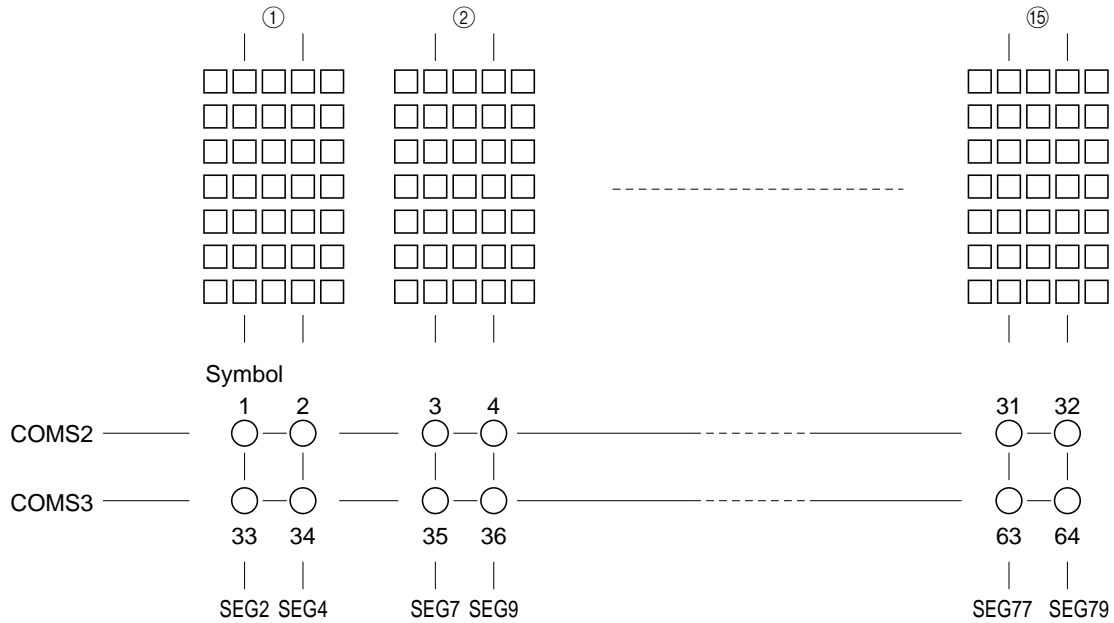 ① ② ⑮
Symbol
1 2 3 4 31 32
COMS2
COMS3
33 34 35 36 63 64
SEG2 SEG4 SEG7 SEG9 SEG77 SEG79